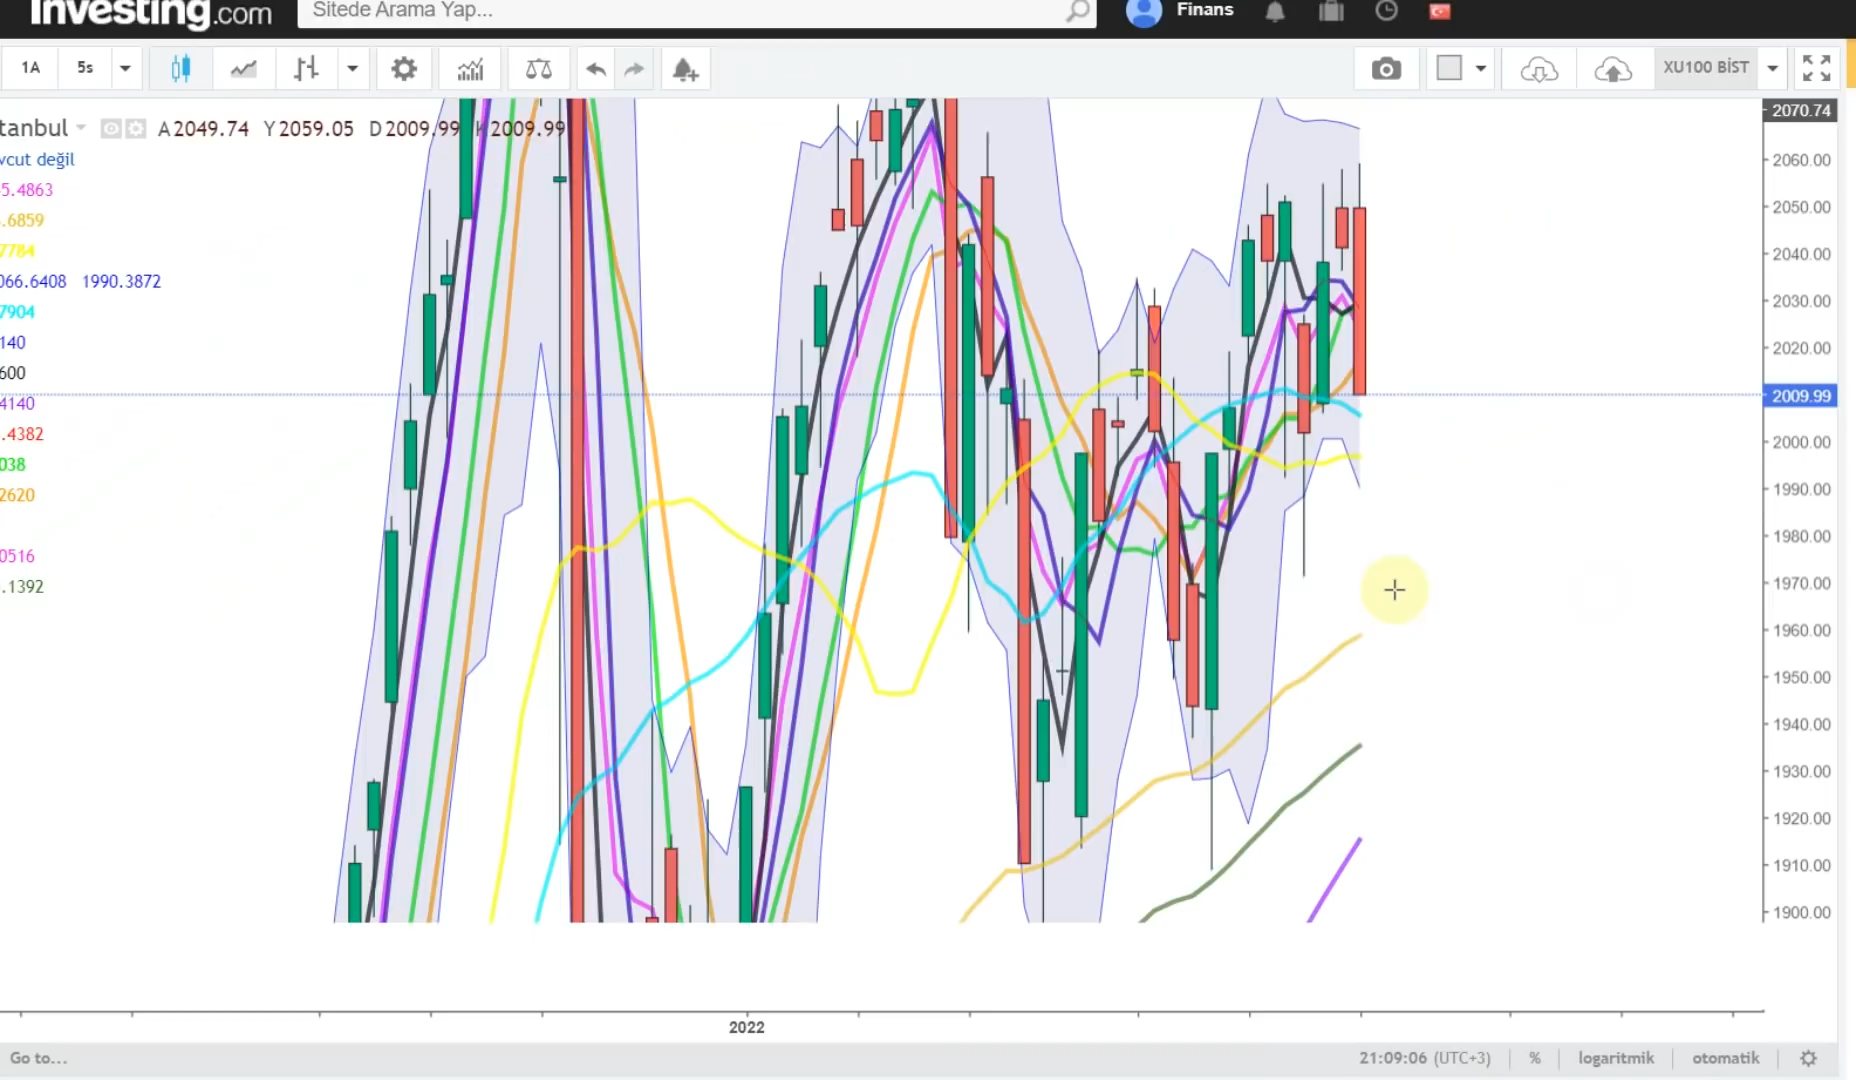 Investing.com
Sitede Arama Yap...
Finans
1A
5s
XU100 BİST
tanbul
A2049.74 Y2059.05 D2009.99 K2009.99
vcut değil
5.4863
.6859
7784
066.6408 1990.3872
7904
140
600
4140
.4382
038
2620
0516
.1392
2070.74
2060.00
2050.00
2040.00
2030.00
2020.00
2009.99
2000.00
1990.00
1980.00
1970.00
1960.00
1950.00
1940.00
1930.00
1920.00
1910.00
1900.00
2022
Go to...
21:09:06 (UTC+3)
%
logaritmik
otomatik